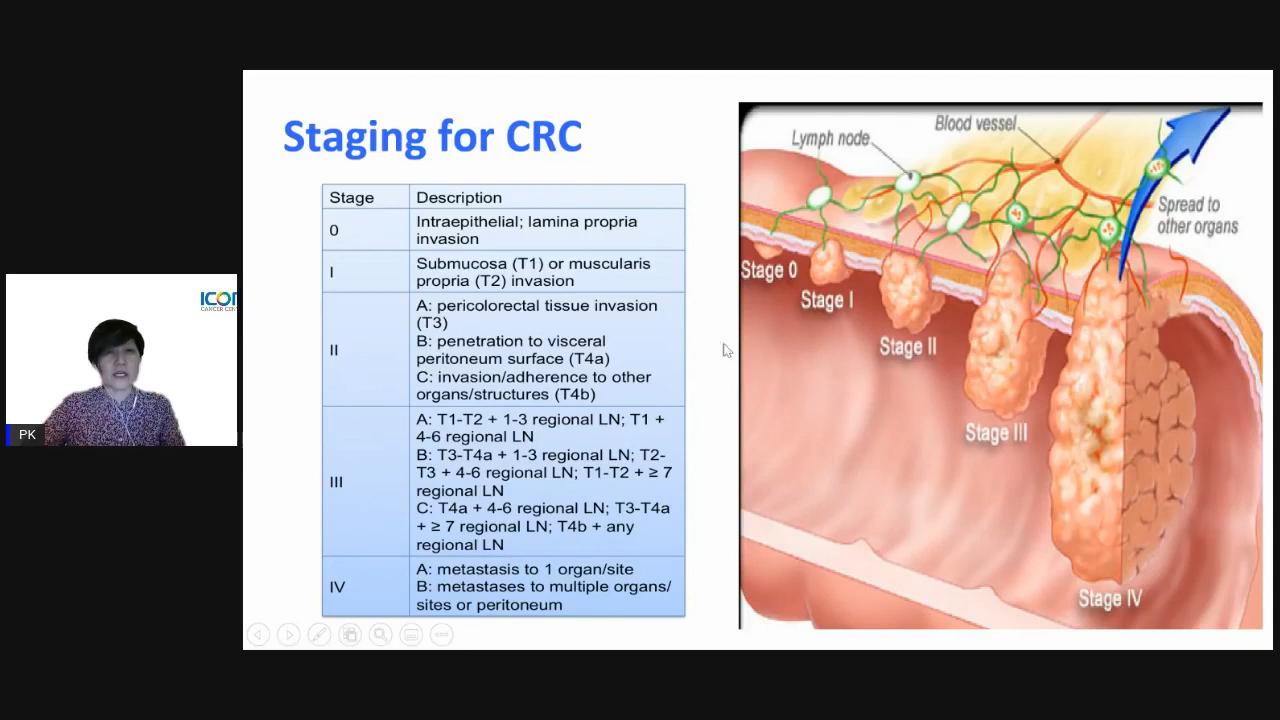 Staging for CRC
Stage Description
0 Intraepithelial; lamina propria
invasion
I Submucosa (T1) or muscularis
propria (T2) invasion
II A: pericolorectal tissue invasion
(T3)
B: penetration to visceral
peritoneum surface (T4a)
C: invasion/adherence to other
organs/structures (T4b)
III A: T1-T2 + 1-3 regional LN; T1 +
4-6 regional LN
B: T3-T4a + 1-3 regional LN; T2-
T3 + 4-6 regional LN; T1-T2 + ≥ 7
regional LN
C: T4a + 4-6 regional LN; T3-T4a
+ ≥ 7 regional LN; T4b + any
regional LN
IV A: metastasis to 1 organ/site
B: metastases to multiple organs/
sites or peritoneum
Lymph node
Blood vessel
Spread to
other organs
Stage 0
Stage I
Stage II
Stage III
Stage IV
PK